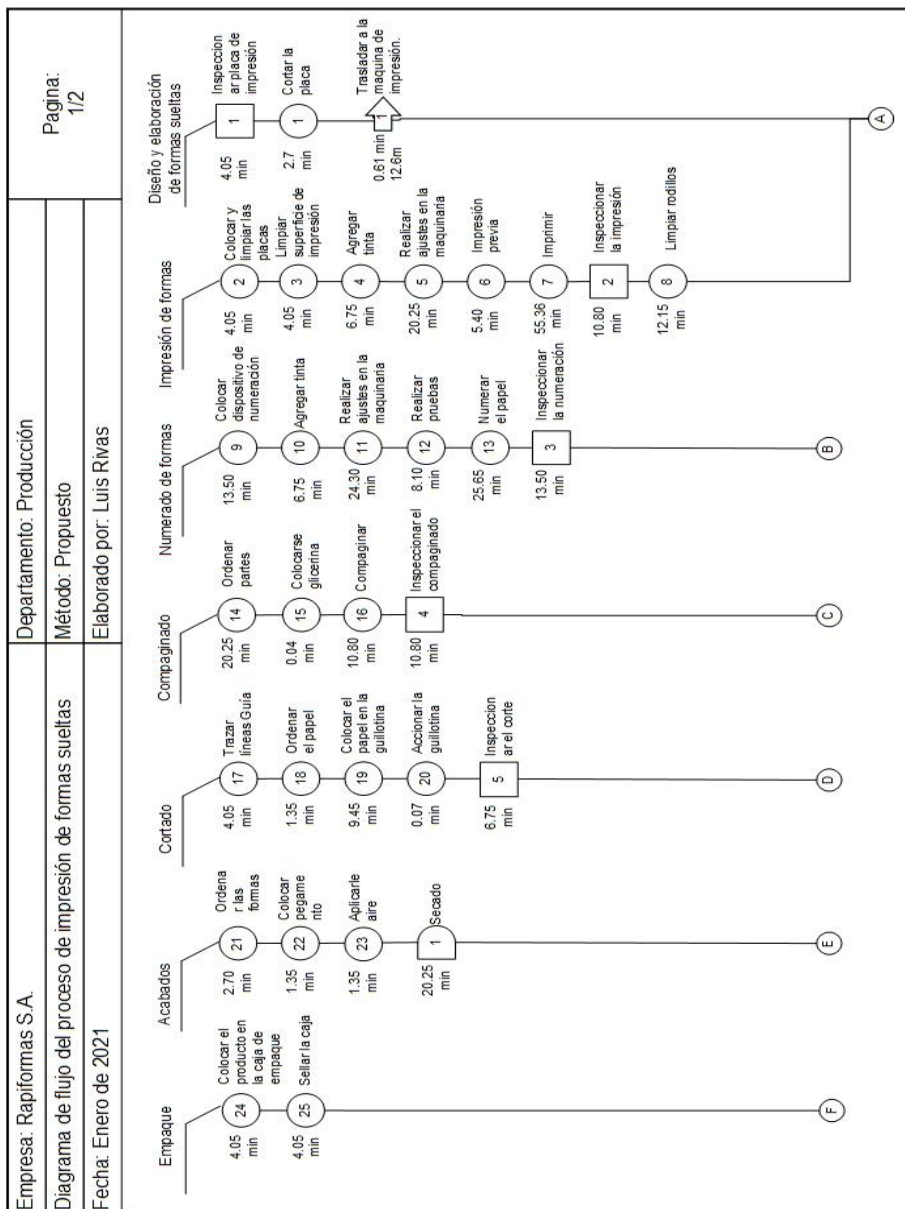 Empresa: Rapiformas S.A.
Departamento: Producción
Pagina:
1/2
Diagrama de flujo del proceso de impresión de formas sueltas
Método: Propuesto
Fecha: Enero de 2021
Elaborado por: Luis Rivas
Empaque
4.05
min
24
Colocar el
producto en
la caja de
empaque
4.05
min
25
Sellar la caja
F
Acabados
2.70
min
21
Ordena
r las
formas
1.35
min
22
Colocar
pegame
nto
1.35
min
23
Aplicarle
aire
20.25
min
1
Secado
E
Cortado
4.05
min
17
Trazar
líneas Guía
1.35
min
18
Ordenar
el papel
9.45
min
19
Colocar el
papel en la
guillotina
0.07
min
20
Accionar la
guillotina
6.75
min
5
Inspeccion
ar el corte
D
Compaginado
20.25
min
14
Ordenar
partes
0.04
min
15
Colocarse
glicerina
10.80
min
16
Compaginar
10.80
min
4
Inspeccionar el
compaginado
C
Numerado de formas
13.50
min
9
Colocar
dispositivo de
numeración
6.75
min
10
Agregar tinta
24.30
min
11
Realizar
ajustes en la
maquinaria
8.10
min
12
Realizar
pruebas
25.65
min
13
Numerar
el papel
13.50
min
3
Inspeccionar
la numeración
B
Impresión de formas
4.05
min
2
Colocar y
limpiar las
placas
4.05
min
3
Limpiar
superficie de
impresión
6.75
min
4
Agregar
tinta
20.25
min
5
Realizar
ajustes en la
maquinaria
5.40
min
6
Impresión
previa
55.36
min
7
Imprimir
10.80
min
2
Inspeccionar
la impresión
12.15
min
8
Limpiar rodillos
Diseño y elaboración
de formas sueltas
4.05
min
1
Inspeccion
ar placa de
impresión
2.7
min
1
Cortar la
placa
0.61 min
12.6m
1
Trasladar a la
maquina de
impresión.
A